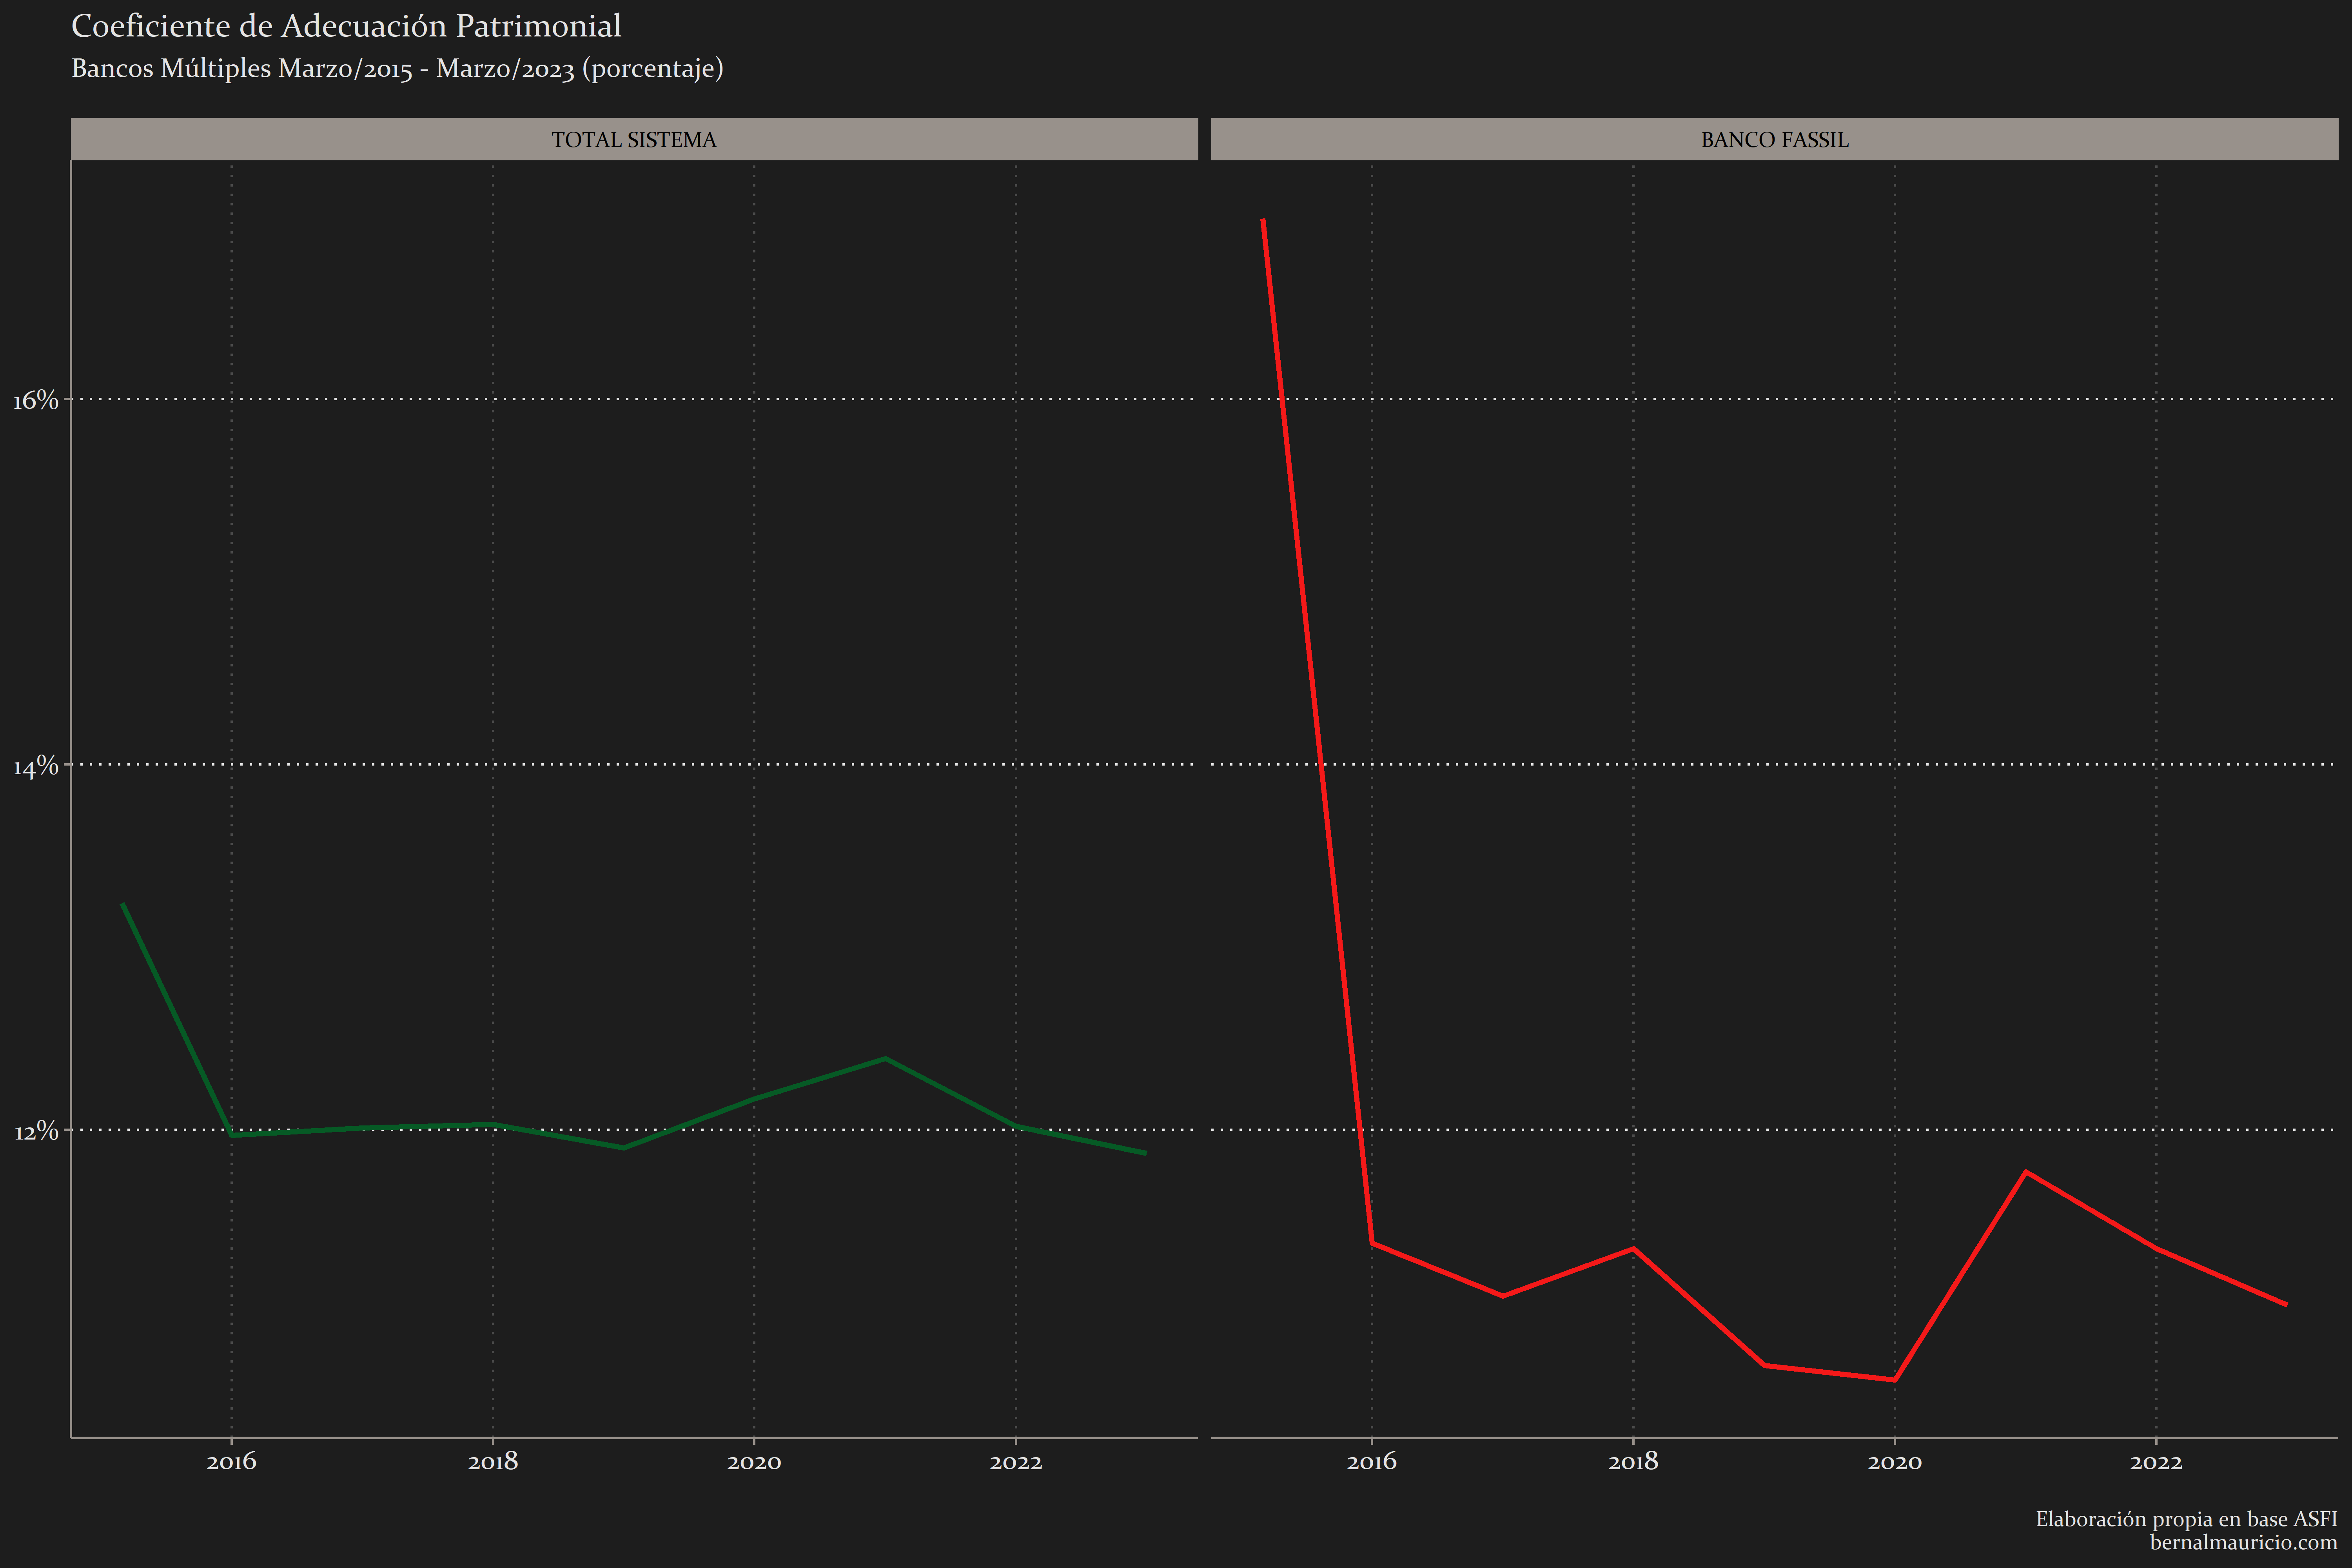 Coeficiente de Adecuación Patrimonial
Bancos Múltiples Marzo/2015 - Marzo/2023 (porcentaje)
TOTAL SISTEMA
BANCO FASSIL
16%
14%
12%
2016
2018
2020
2022
2016
2018
2020
2022
Elaboración propia en base ASFI
bernalmauricio.com